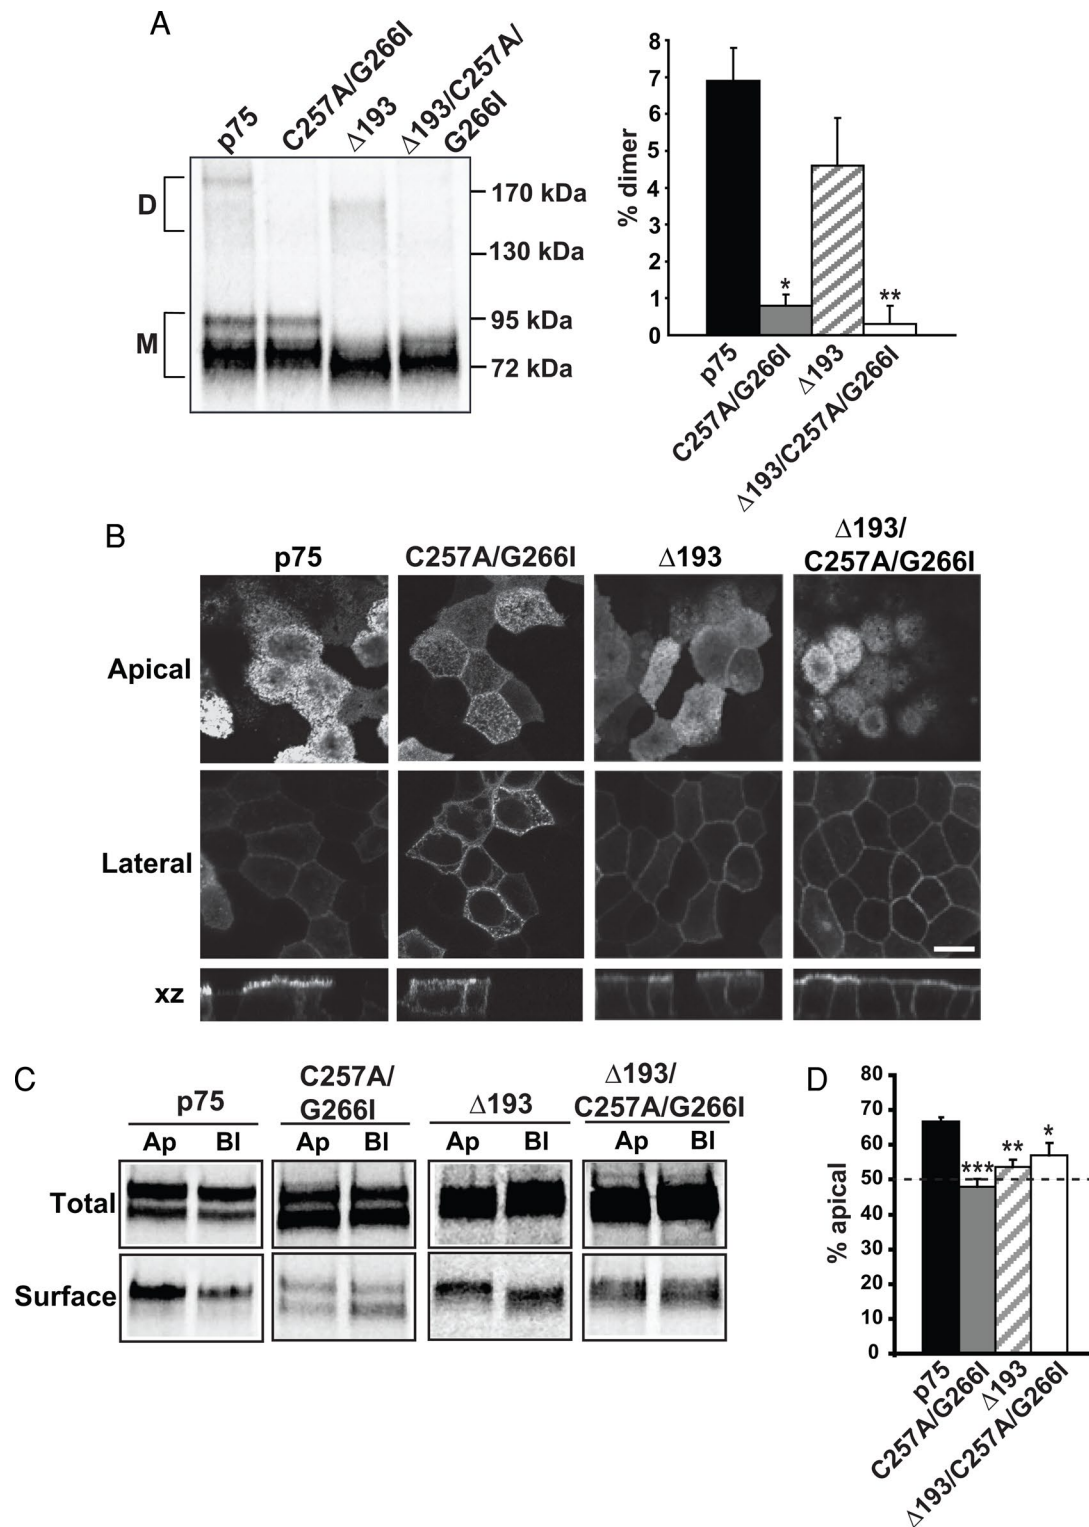 A
p75
C257A/G266I
Δ193
Δ193/C257A/
G266I
D
M
170 kDa
130 kDa
95 kDa
72 kDa
8
7
6
5
4
3
2
1
0
% dimer
*
**
p75
C257A/G266I
Δ193
Δ193/C257A/G266I
B
p75
C257A/G266I
Δ193
Δ193/
C257A/G266I
Apical
Lateral
xz
C
p75
C257A/
G266I
Δ193
Δ193/
C257A/G266I
Ap
Bl
Ap
Bl
Ap
Bl
Ap
Bl
Total
Surface
D
80
70
60
50
40
30
20
10
0
% apical
***
**
*
p75
C257A/G266I
Δ193
Δ193/C257A/G266I